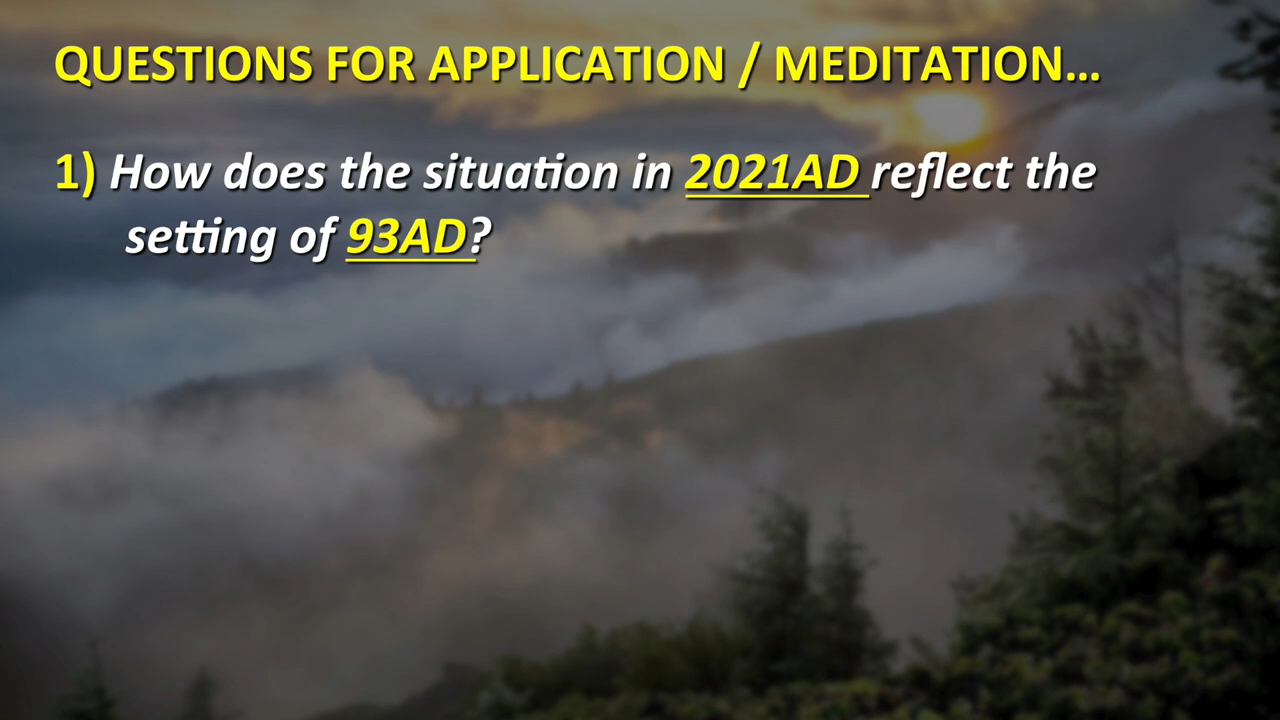 QUESTIONS FOR APPLICATION / MEDITATION...
1) How does the situation in 2021AD reflect the
setting of 93AD?